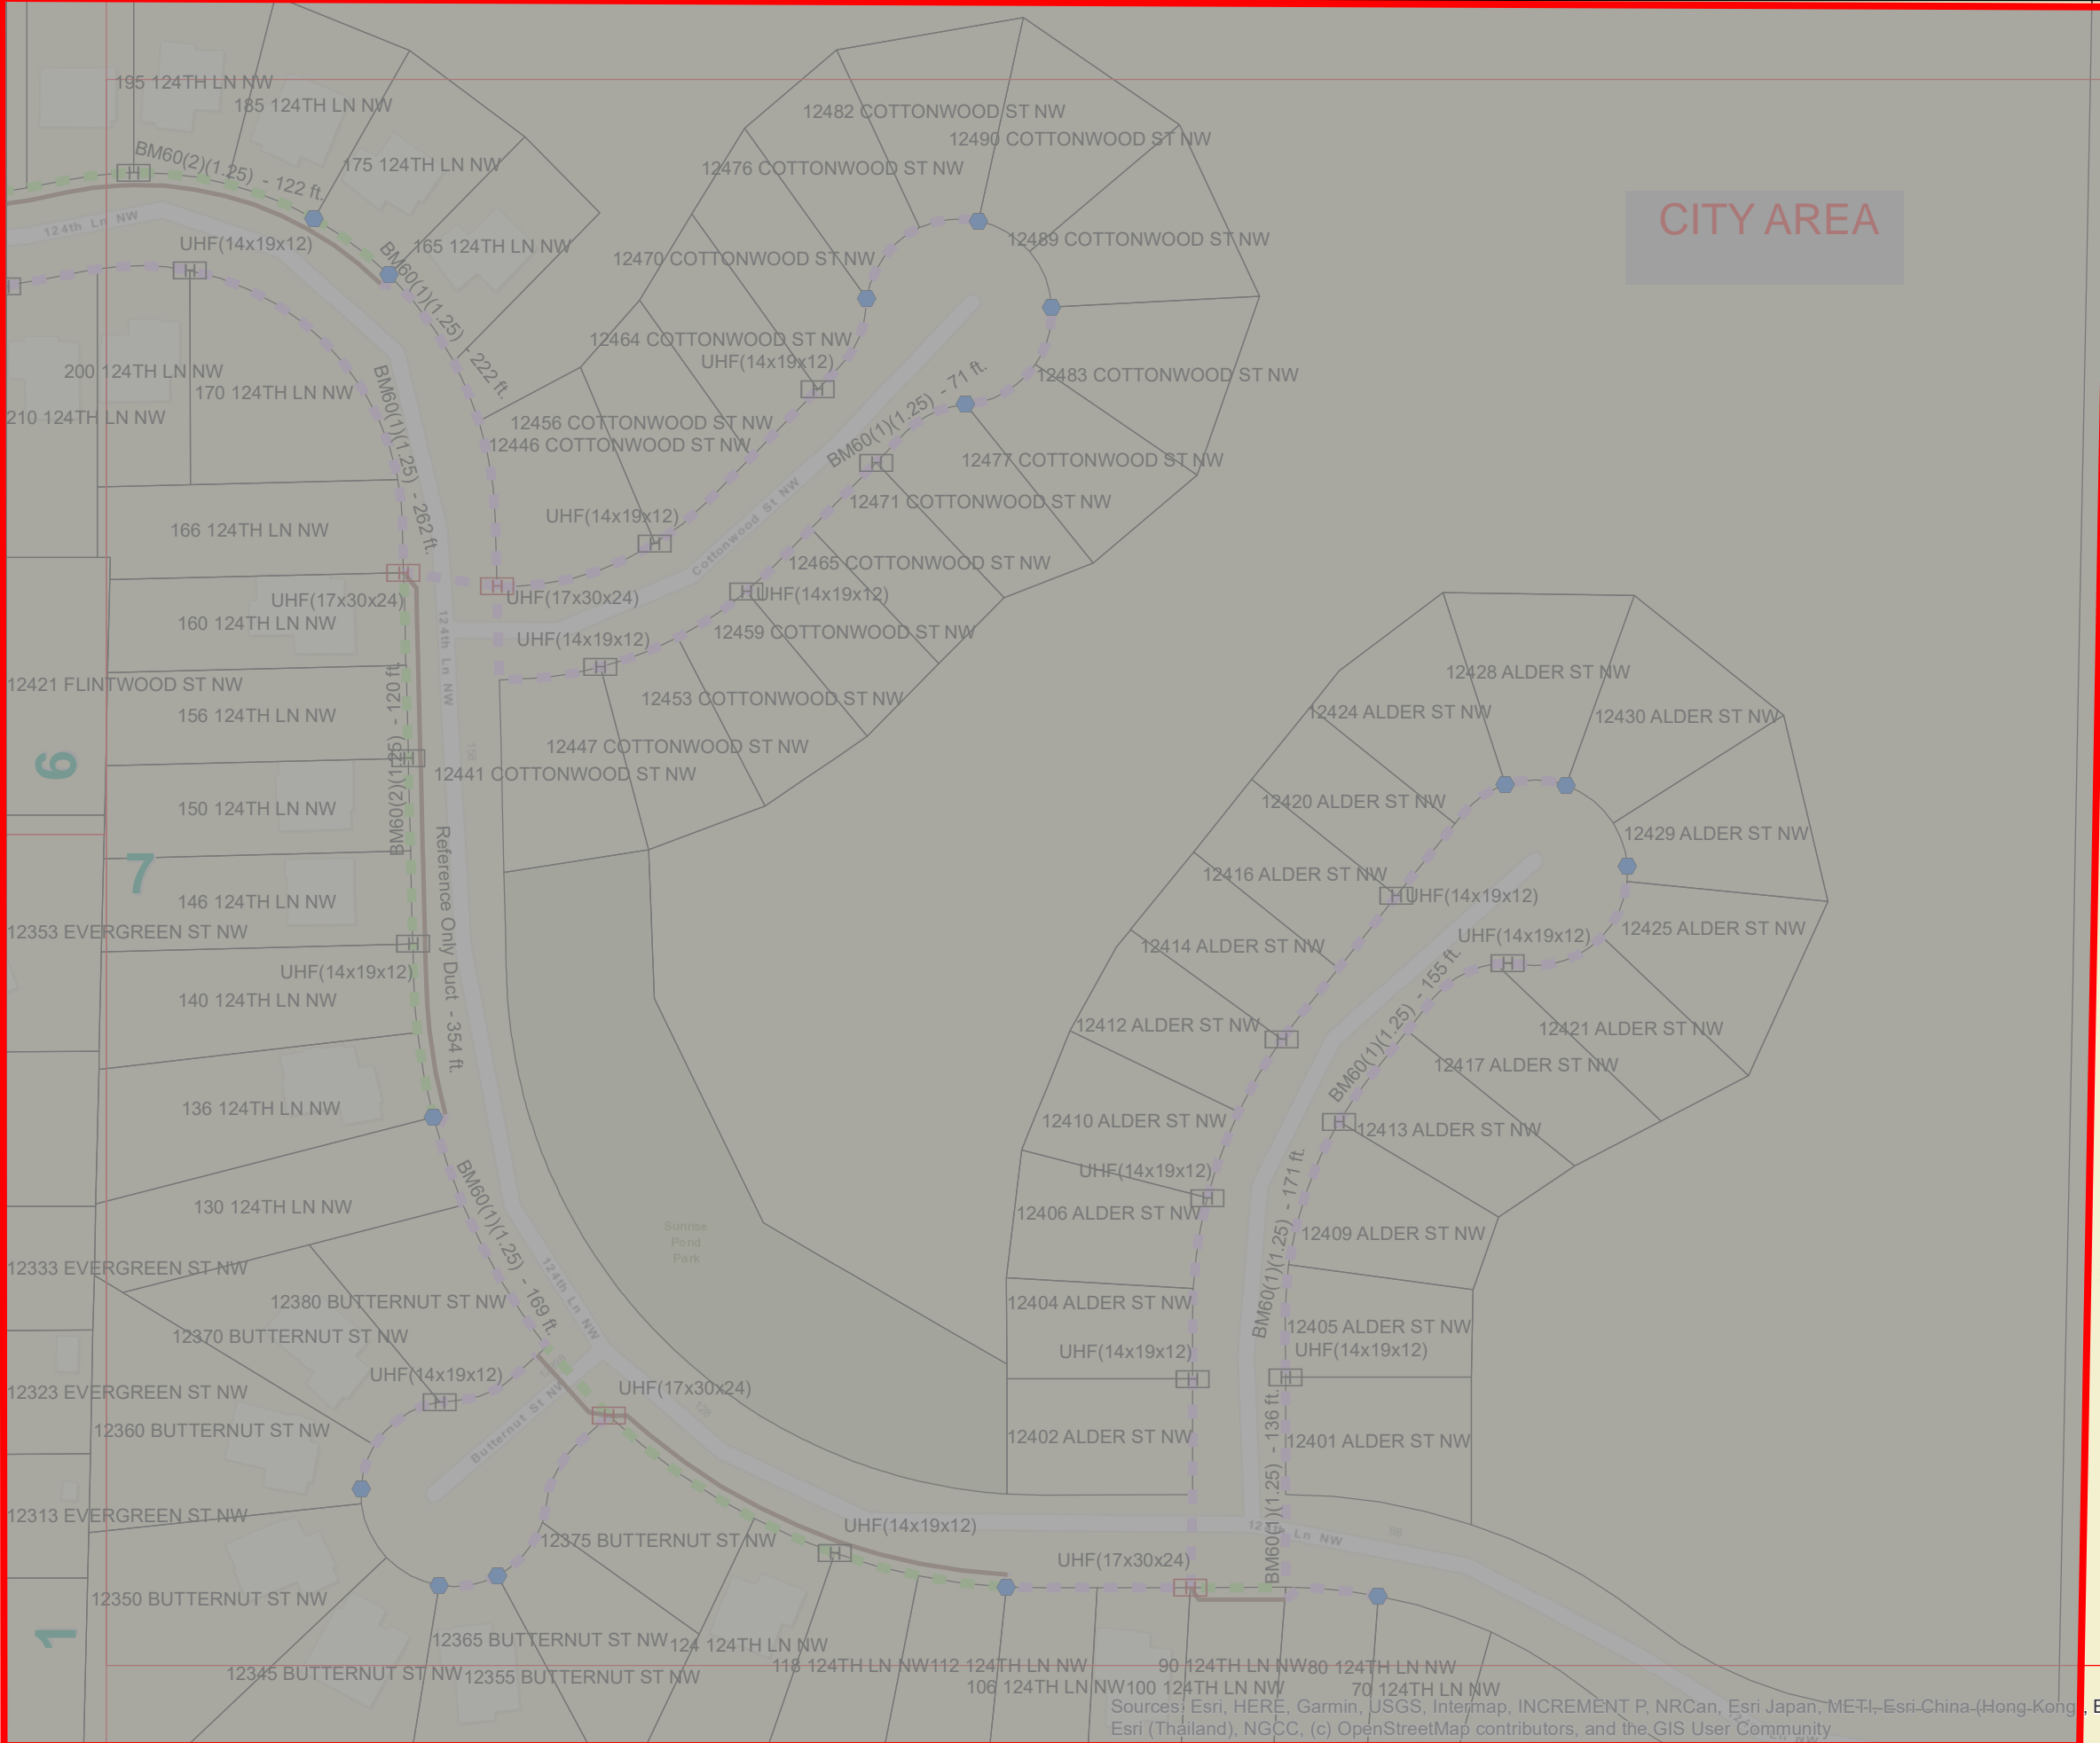 195 124TH LN NW
185 124TH LN NW
BM60(2)(1.25) - 122 ft.
175 124TH LN NW
124th Ln NW
UHF(14x19x12)
165 124TH LN NW
BM60(1)(1.25) - 222 ft.
200 124TH LN NW
170 124TH LN NW
210 124TH LN NW
BM60(1)(1.25) - 262 ft.
12482 COTTONWOOD ST NW
12490 COTTONWOOD ST NW
12476 COTTONWOOD ST NW
12489 COTTONWOOD ST NW
12470 COTTONWOOD ST NW
12464 COTTONWOOD ST NW
UHF(14x19x12)
BM60(1)(1.25) - 71 ft.
12483 COTTONWOOD ST NW
12456 COTTONWOOD ST NW
12446 COTTONWOOD ST NW
12477 COTTONWOOD ST NW
12471 COTTONWOOD ST NW
UHF(14x19x12)
Cottonwood St NW
12465 COTTONWOOD ST NW
UHF(14x19x12)
CITY AREA
166 124TH LN NW
UHF(17x30x24)
UHF(17x30x24)
160 124TH LN NW
UHF(14x19x12)
12459 COTTONWOOD ST NW
124th Ln NW
12421 FLINTWOOD ST NW
12453 COTTONWOOD ST NW
156 124TH LN NW
BM60(2)(1.25) - 120 ft.
12447 COTTONWOOD ST NW
12441 COTTONWOOD ST NW
156
6
150 124TH LN NW
7
Reference Only Duct - 354 ft.
146 124TH LN NW
12353 EVERGREEN ST NW
UHF(14x19x12)
140 124TH LN NW
136 124TH LN NW
12428 ALDER ST NW
12424 ALDER ST NW
12430 ALDER ST NW
12420 ALDER ST NW
12429 ALDER ST NW
12416 ALDER ST NW
UHF(14x19x12)
12425 ALDER ST NW
UHF(14x19x12)
12414 ALDER ST NW
BM60(1)(1.25) - 155 ft.
12412 ALDER ST NW
12421 ALDER ST NW
12417 ALDER ST NW
12410 ALDER ST NW
12413 ALDER ST NW
UHF(14x19x12)
12406 ALDER ST NW
BM60(1)(1.25) - 171 ft.
12409 ALDER ST NW
12404 ALDER ST NW
12405 ALDER ST NW
UHF(14x19x12)
UHF(14x19x12)
12402 ALDER ST NW
12401 ALDER ST NW
BM60(1)(1.25) - 136 ft.
130 124TH LN NW
BM60(1)(1.25) - 169 ft.
Sunrise
Pond
Park
12333 EVERGREEN ST NW
124th Ln NW
12380 BUTTERNUT ST NW
12370 BUTTERNUT ST NW
UHF(14x19x12)
UHF(17x30x24)
12323 EVERGREEN ST NW
Butternut St NW
128
12360 BUTTERNUT ST NW
12313 EVERGREEN ST NW
12375 BUTTERNUT ST NW
UHF(14x19x12)
UHF(17x30x24)
124th Ln NW
98
12350 BUTTERNUT ST NW
1
12365 BUTTERNUT ST NW
124 124TH LN NW
12345 BUTTERNUT ST NW
12355 BUTTERNUT ST NW
118 124TH LN NW
112 124TH LN NW
106 124TH LN NW
100 124TH LN NW
90 124TH LN NW
80 124TH LN NW
70 124TH LN NW
Sources: Esri, HERE, Garmin, USGS, Intermap, INCREMENT P, NRCan, Esri Japan, METI, Esri China (Hong Kong), E
Esri (Thailand), NGCC, (c) OpenStreetMap contributors, and the GIS User Community